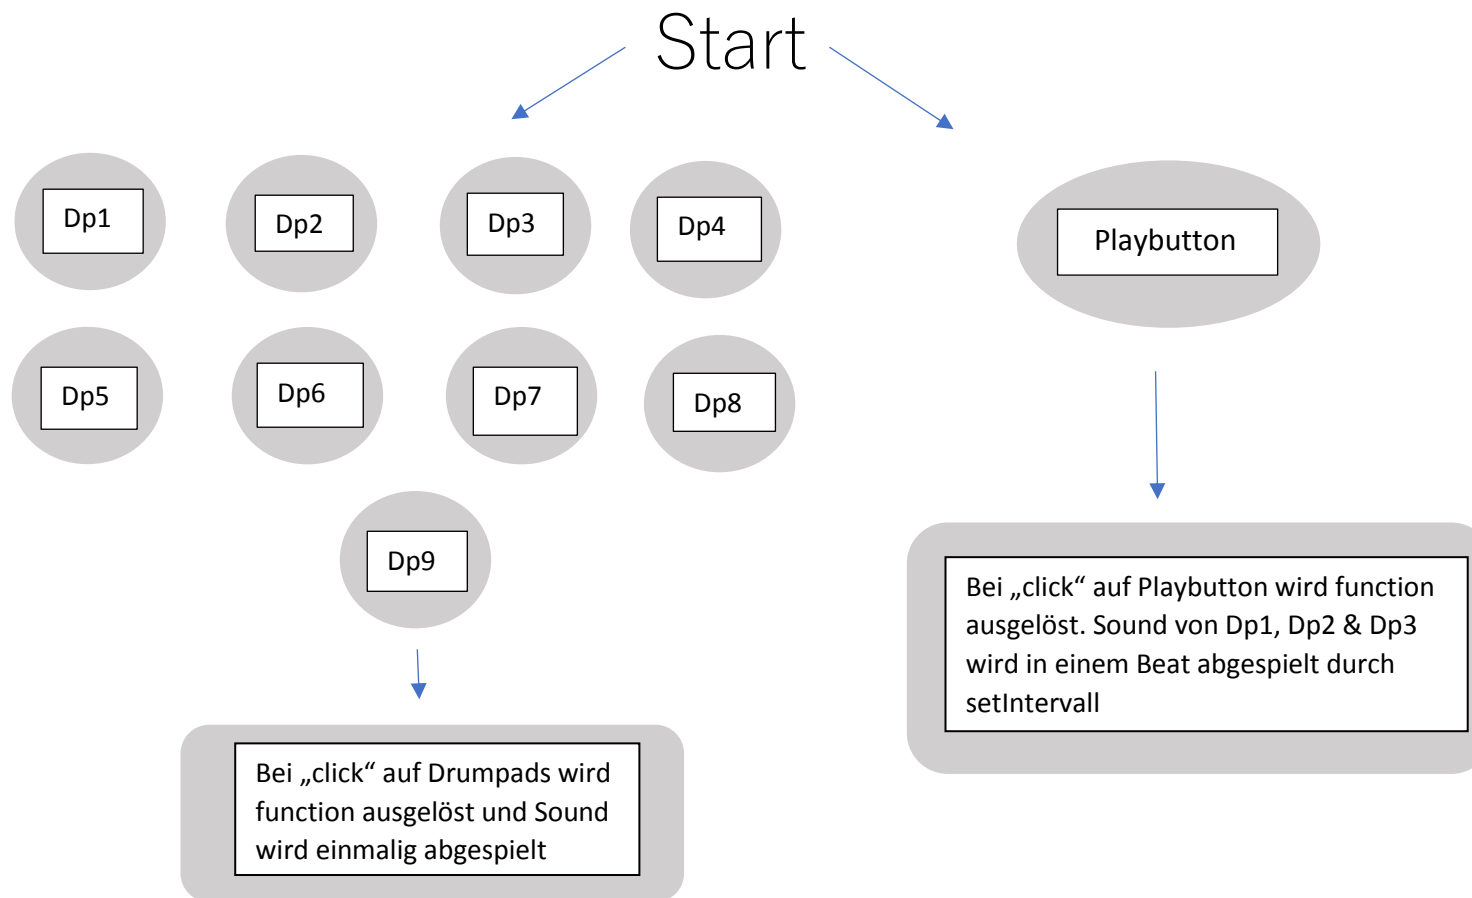 Start
Dp1
Dp2
Dp3
Dp4
Playbutton
Dp5
Dp6
Dp7
Dp8
Dp9
Bei „click“ auf Playbutton wird function
ausgelöst. Sound von Dp1, Dp2 & Dp3
wird in einem Beat abgespielt durch
setIntervall
Bei „click“ auf Drumpads wird
function ausgelöst und Sound
wird einmalig abgespielt